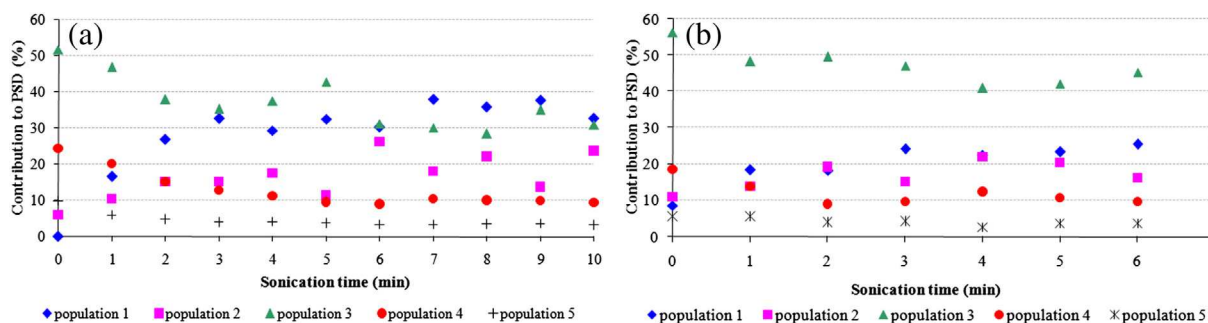 (a)
Contribution to PSD (%)
60
50
40
30
20
10
0
0 1 2 3 4 5 6 7 8 9 10
Sonication time (min)
population 1 population 2 population 3 population 4 population 5
(b)
Contribution to PSD (%)
60
50
40
30
20
10
0
0 1 2 3 4 5 6
Sonication time (min)
population 1 population 2 population 3 population 4 population 5